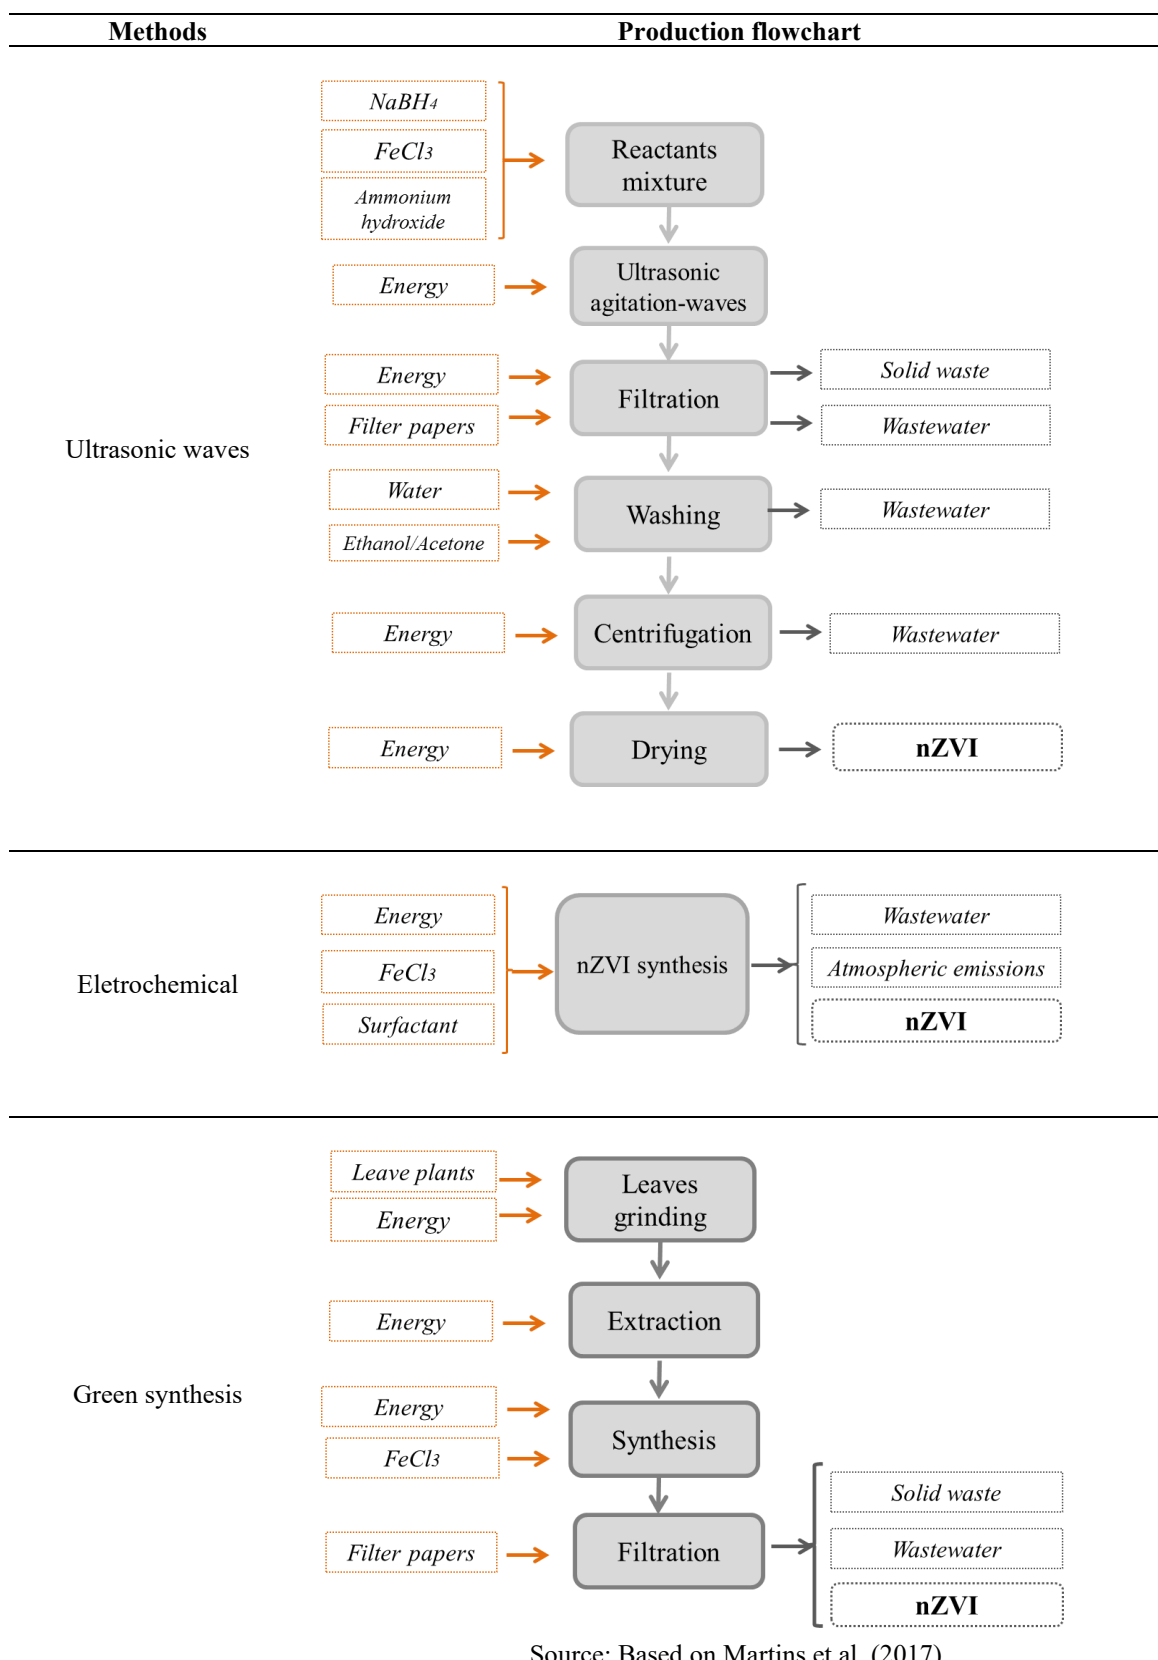 Methods
Production flowchart
NaBH4
FeCl3
Ammonium
hydroxide
Reactants
mixture
Energy
Ultrasonic
agitation-waves
Energy
Filter papers
Filtration
Solid waste
Wastewater
Ultrasonic waves
Water
Ethanol/Acetone
Washing
Wastewater
Energy
Centrifugation
Wastewater
Energy
Drying
nZVI
Eletrochemical
Energy
FeCl3
Surfactant
nZVI synthesis
Wastewater
Atmospheric emissions
nZVI
Green synthesis
Leave plants
Energy
Leaves
grinding
Energy
Extraction
Energy
FeCl3
Synthesis
Filter papers
Filtration
Solid waste
Wastewater
nZVI
Source: Based on Martins et al. (2017)